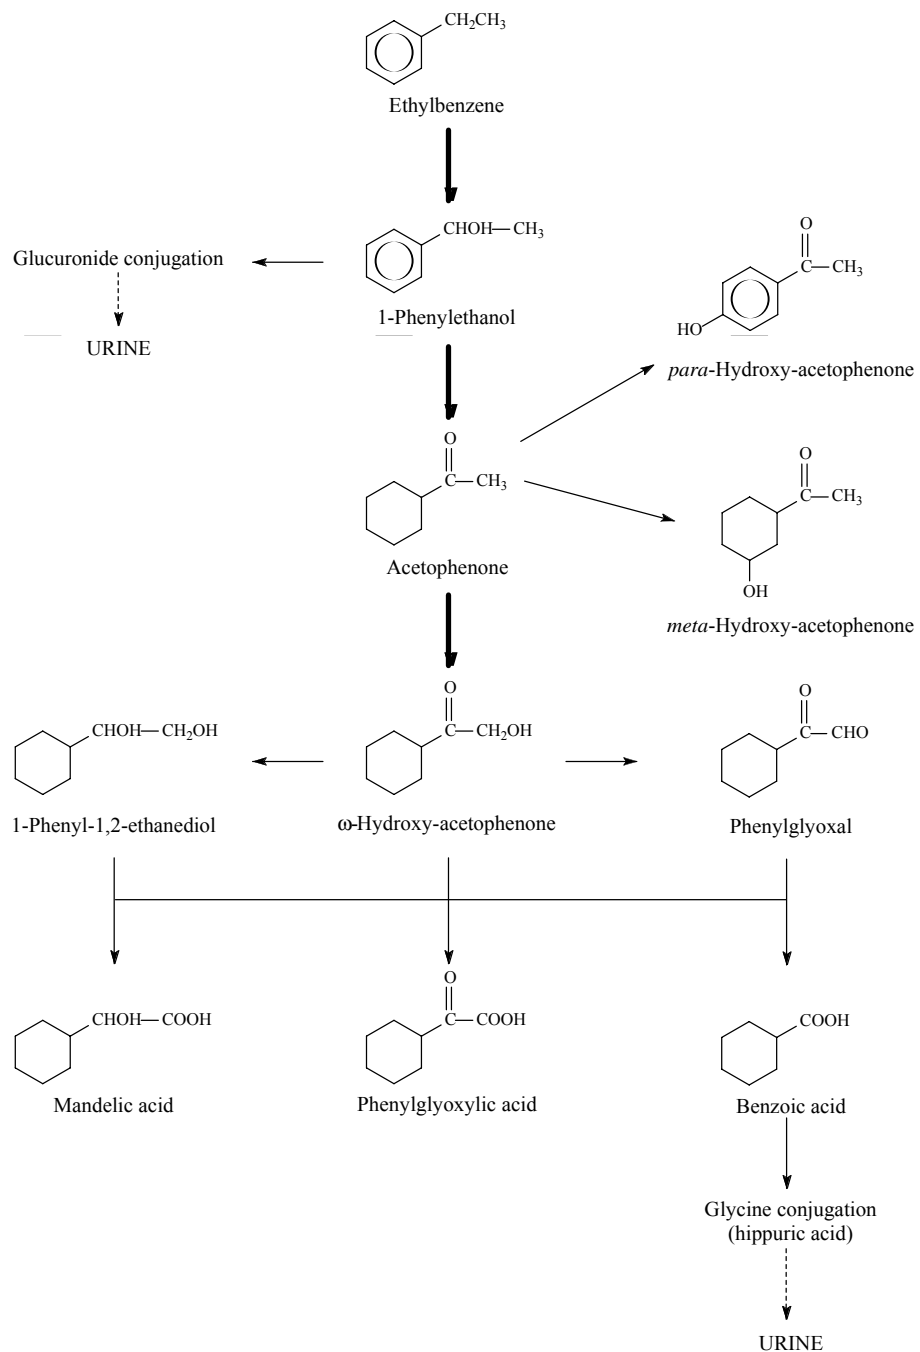 CH2CH3
Ethylbenzene
CHOH—CH3
1-Phenylethanol
Glucuronide conjugation
URINE
O
C—CH3
HO
para-Hydroxy-acetophenone
O
C—CH3
Acetophenone
O
C—CH3
OH
meta-Hydroxy-acetophenone
CHOH—CH2OH
1-Phenyl-1,2-ethanediol
O
C—CH2OH
ω-Hydroxy-acetophenone
O
C—CHO
Phenylglyoxal
CHOH—COOH
Mandelic acid
O
C—COOH
Phenylglyoxylic acid
COOH
Benzoic acid
Glycine conjugation
(hippuric acid)
URINE